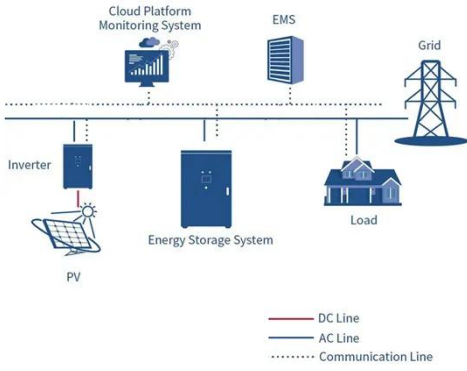 Cloud Platform
Monitoring System
EMS
Grid
Inverter
Energy Storage System
Load
PV
DC Line
AC Line
Communication Line